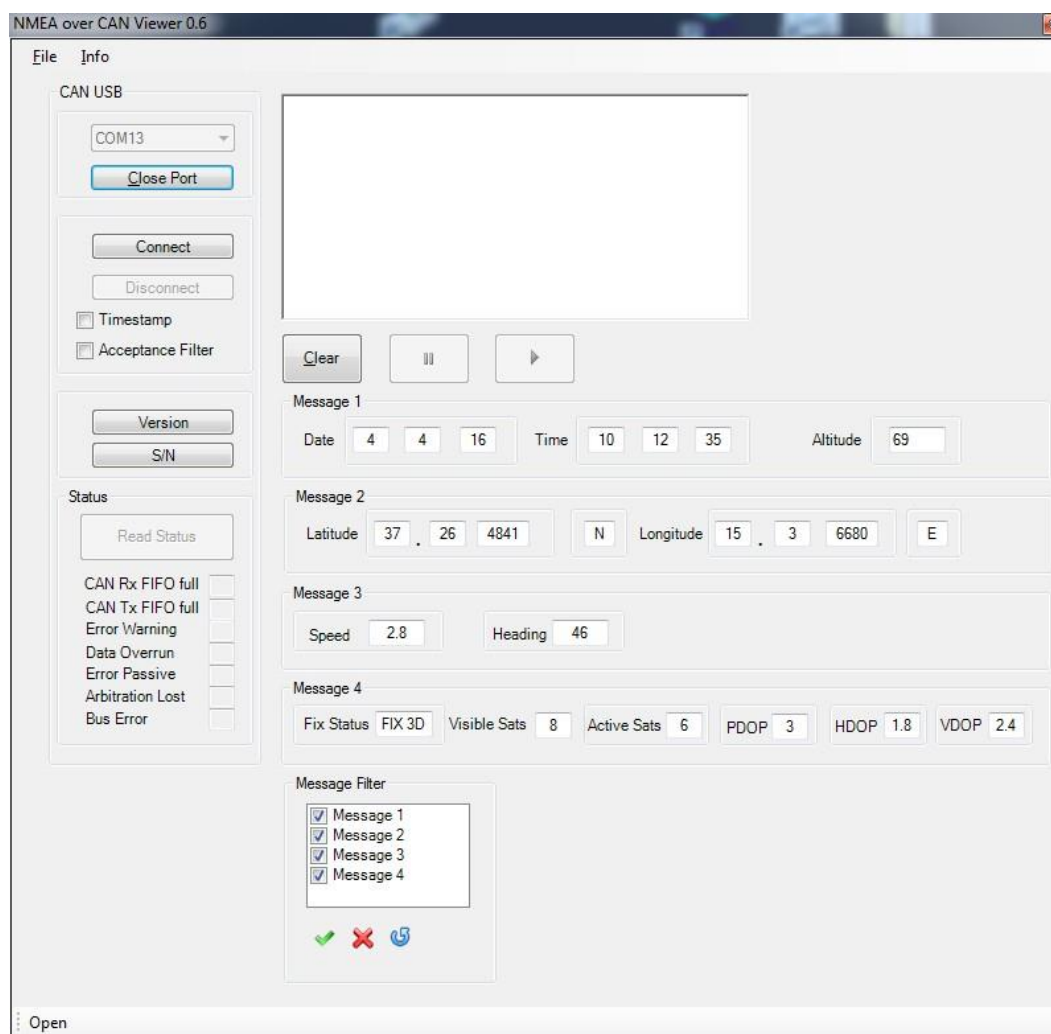 NMEA over CAN Viewer 0.6
File Info
CAN USB
COM13
Close Port
Connect
Disconnect
Timestamp
Acceptance Filter
Version
S/N
Status
Read Status
CAN Rx FIFO full
CAN Tx FIFO full
Error Warning
Data Overrun
Error Passive
Arbitration Lost
Bus Error
Clear
Message 1
Date 4 4 16 Time 10 12 35 Altitude 69
Message 2
Latitude 37 . 26 4841 N Longitude 15 . 3 6680 E
Message 3
Speed 2.8 Heading 46
Message 4
Fix Status FIX 3D Visible Sats 8 Active Sats 6 PDOP 3 HDOP 1.8 VDOP 2.4
Message Filter
Message 1
Message 2
Message 3
Message 4
Open